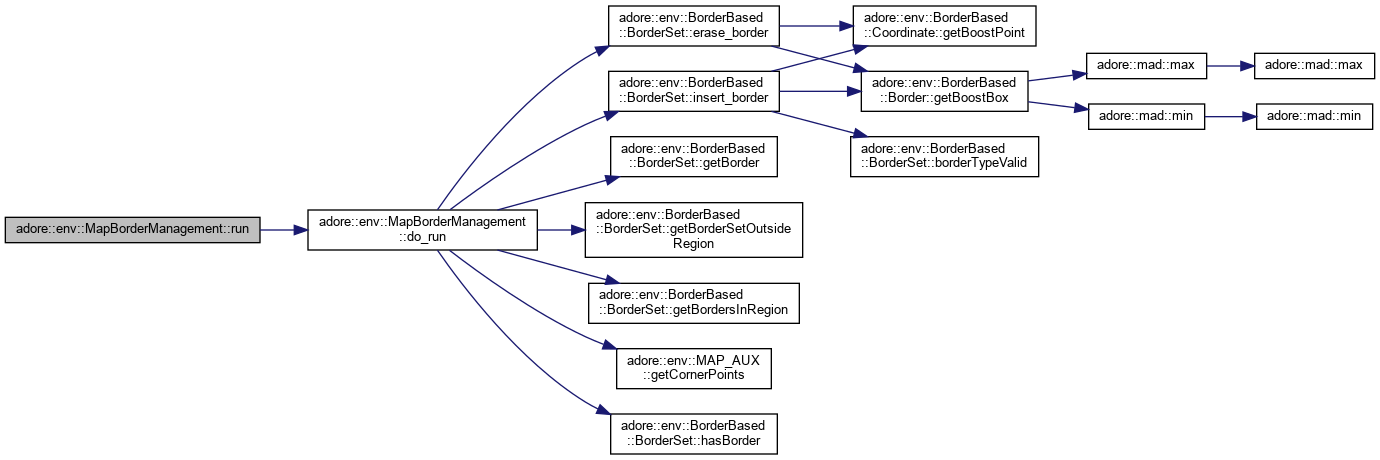 adore::env::MapBorderManagement::run
adore::env::MapBorderManagement
::do_run
adore::env::BorderBased
::BorderSet::erase_border
adore::env::BorderBased
::BorderSet::insert_border
adore::env::BorderBased
::BorderSet::getBorder
adore::env::BorderBased
::BorderSet::getBorderSetOutside
Region
adore::env::BorderBased
::BorderSet::getBordersInRegion
adore::env::MAP_AUX
::getCornerPoints
adore::env::BorderBased
::BorderSet::hasBorder
adore::env::BorderBased
::Coordinate::getBoostPoint
adore::env::BorderBased
::Border::getBoostBox
adore::env::BorderBased
::BorderSet::borderTypeValid
adore::mad::max
adore::mad::min
adore::mad::max
adore::mad::min